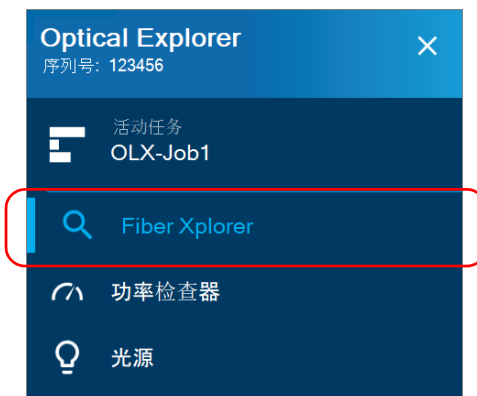 Optical Explorer
序列号: 123456
活动任务
OLX-Job1
Fiber Xplorer
功率检查器
光源